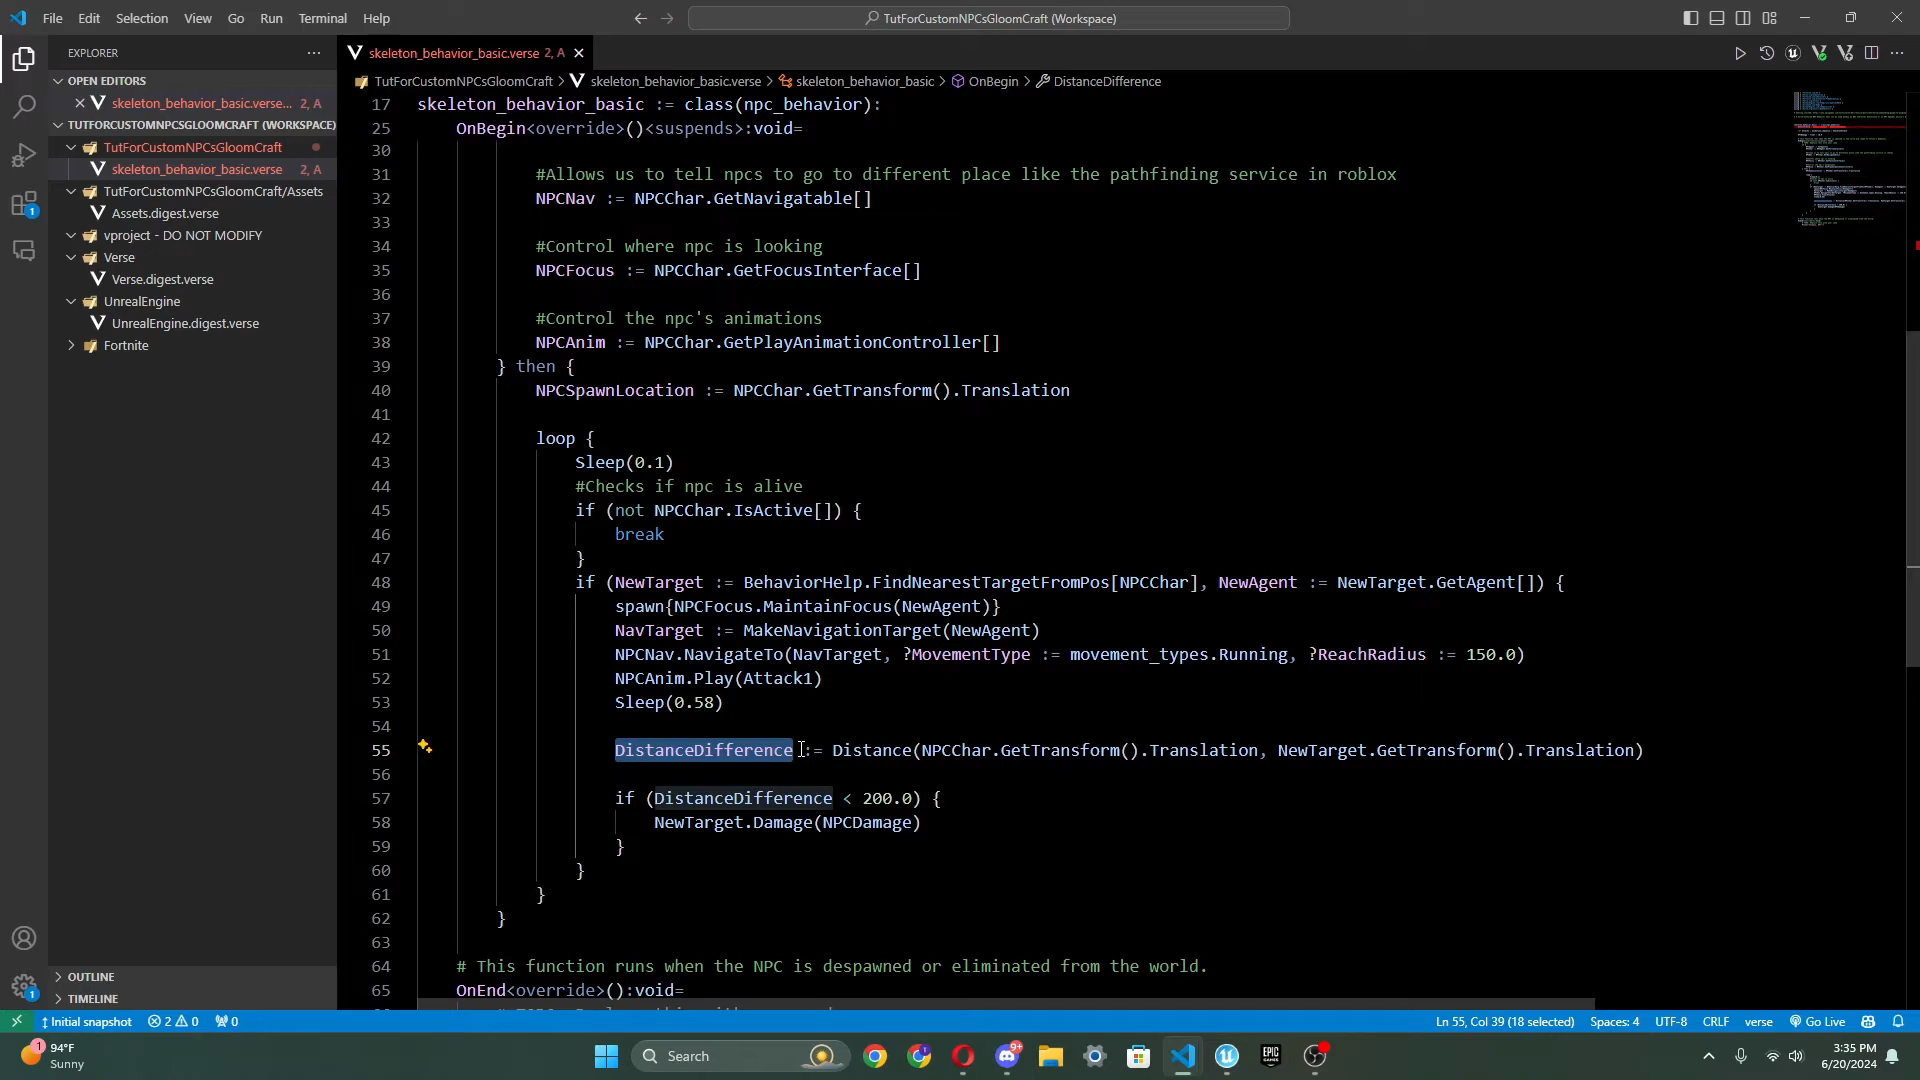 File Edit Selection View Go Run Terminal Help
TutForCustomNPCsGloomCraft (Workspace)
EXPLORER
skeleton_behavior_basic.verse 2, A
OPEN EDITORS
TutForCustomNPCsGloomCraft > skeleton_behavior_basic.verse > skeleton_behavior_basic > OnBegin > DistanceDifference
skeleton_behavior_basic.verse... 2, A
TUTFORCUSTOMNPCSGLOOMCRAFT (WORKSPACE)
TutForCustomNPCsGloomCraft
skeleton_behavior_basic.verse 2, A
TutForCustomNPCsGloomCraft/Assets
Assets.digest.verse
vproject - DO NOT MODIFY
Verse
Verse.digest.verse
UnrealEngine
UnrealEngine.digest.verse
Fortnite
OUTLINE
TIMELINE
17 skeleton_behavior_basic := class(npc_behavior):
25 OnBegin<override>()<suspends>:void=
30
31 #Allows us to tell npcs to go to different place like the pathfinding service in roblox
32 NPCNav := NPCChar.GetNavigatable[]
33
34 #Control where npc is looking
35 NPCFocus := NPCChar.GetFocusInterface[]
36
37 #Control the npc's animations
38 NPCAnim := NPCChar.GetPlayAnimationController[]
39 } then {
40 NPCSpawnLocation := NPCChar.GetTransform().Translation
41
42 loop {
43 Sleep(0.1)
44 #Checks if npc is alive
45 if (not NPCChar.IsActive[]) {
46 break
47 }
48 if (NewTarget := BehaviorHelp.FindNearestTargetFromPos[NPCChar], NewAgent := NewTarget.GetAgent[]) {
49 spawn{NPCFocus.MaintainFocus(NewAgent)}
50 NavTarget := MakeNavigationTarget(NewAgent)
51 NPCNav.NavigateTo(NavTarget, ?MovementType := movement_types.Running, ?ReachRadius := 150.0)
52 NPCAnim.Play(Attack1)
53 Sleep(0.58)
54
55 DistanceDifference := Distance(NPCChar.GetTransform().Translation, NewTarget.GetTransform().Translation)
56
57 if (DistanceDifference < 200.0) {
58 NewTarget.Damage(NPCDamage)
59 }
60 }
61 }
62 }
63
64 # This function runs when the NPC is despawned or eliminated from the world.
65 OnEnd<override>():void=
Initial snapshot 2 0 0
Ln 55, Col 39 (18 selected) Spaces: 4 UTF-8 CRLF verse Go Live
1
94°F
Sunny
Search
9+
EPIC GAMES
3:35 PM
6/20/2024